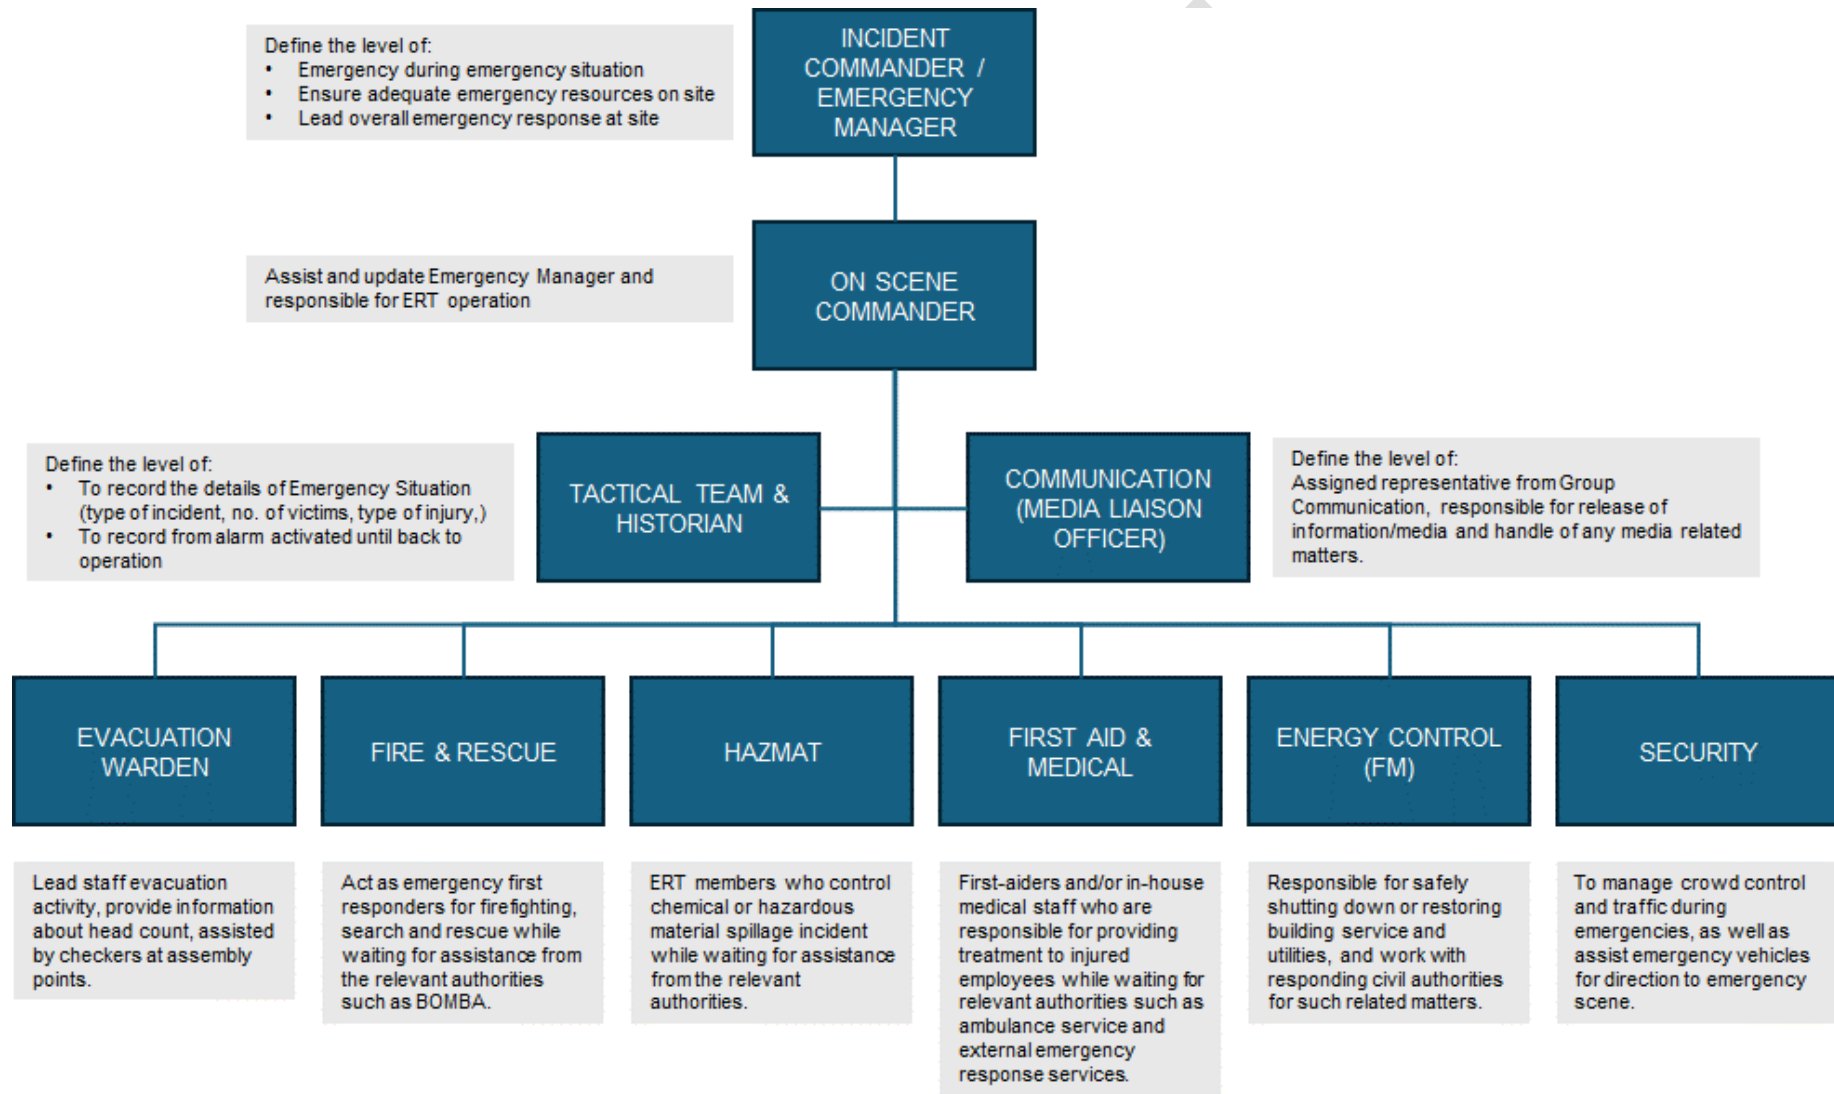 Define the level of:
• Emergency during emergency situation
• Ensure adequate emergency resources on site
• Lead overall emergency response at site
INCIDENT
COMMANDER /
EMERGENCY
MANAGER
Assist and update Emergency Manager and
responsible for ERT operation
ON SCENE
COMMANDER
Define the level of:
• To record the details of Emergency Situation
(type of incident, no. of victims, type of injury,)
• To record from alarm activated until back to
operation
TACTICAL TEAM &
HISTORIAN
COMMUNICATION
(MEDIA LIAISON
OFFICER)
Define the level of:
Assigned representative from Group
Communication, responsible for release of
information/media and handle of any media related
matters.
EVACUATION
WARDEN
FIRE & RESCUE
HAZMAT
FIRST AID &
MEDICAL
ENERGY CONTROL
(FM)
SECURITY
Lead staff evacuation
activity, provide information
about head count, assisted
by checkers at assembly
points.
Act as emergency first
responders for firefighting,
search and rescue while
waiting for assistance from
the relevant authorities
such as BOMBA.
ERT members who control
chemical or hazardous
material spillage incident
while waiting for assistance
from the relevant
authorities.
First-aiders and/or in-house
medical staff who are
responsible for providing
treatment to injured
employees while waiting for
relevant authorities such as
ambulance service and
external emergency
response services.
Responsible for safely
shutting down or restoring
building service and
utilities, and work with
responding civil authorities
for such related matters.
To manage crowd control
and traffic during
emergencies, as well as
assist emergency vehicles
for direction to emergency
scene.